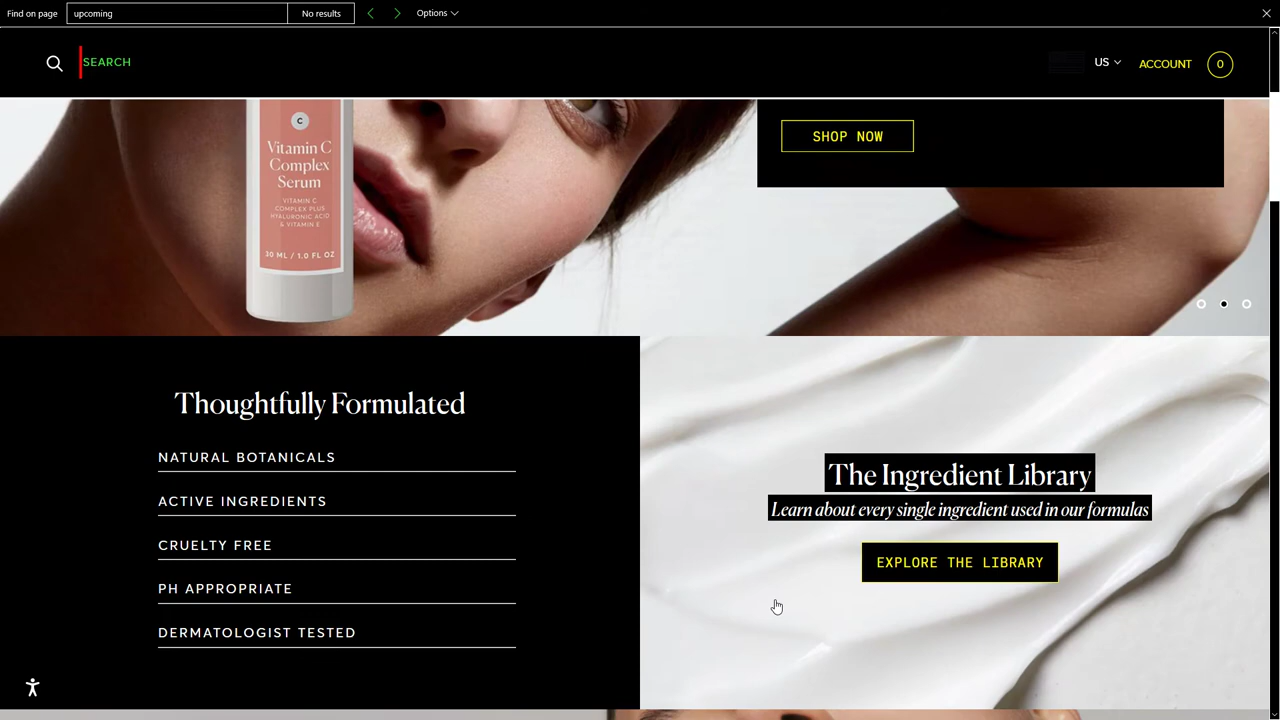 Find on page
upcoming
No results
Options
SEARCH
US
ACCOUNT
0
SHOP NOW
C
Vitamin C
Complex
Serum
VITAMIN C
COMPLEX PLUS
HYALURONIC ACID
& VITAMIN E
30 ML / 1.0 FL OZ
Thoughtfully Formulated
NATURAL BOTANICALS
ACTIVE INGREDIENTS
CRUELTY FREE
PH APPROPRIATE
DERMATOLOGIST TESTED
The Ingredient Library
Learn about every single ingredient used in our formulas
EXPLORE THE LIBRARY